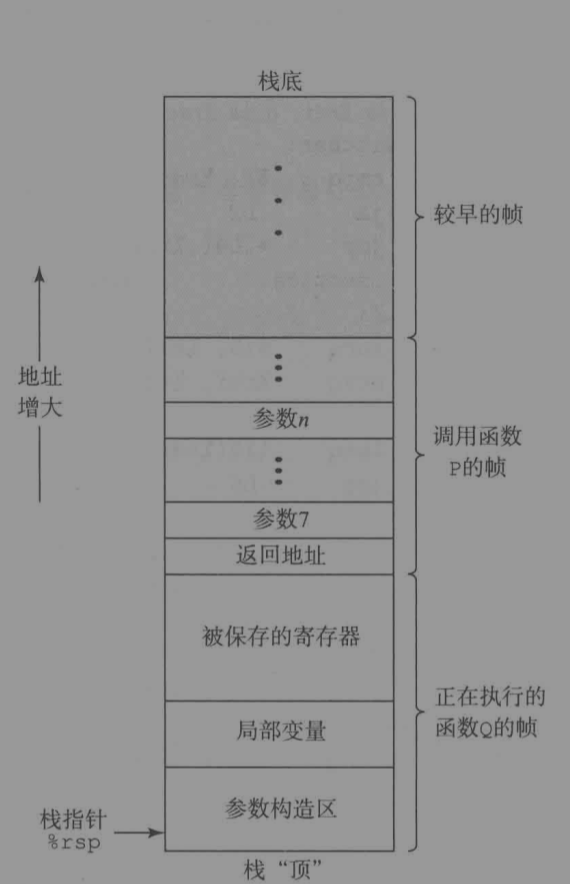 栈底
较早的帧
地址
增大
参数n
调用函数
P的帧
参数7
返回地址
被保存的寄存器
正在执行的
函数Q的帧
局部变量
参数构造区
栈指针
%rsp
栈“顶”